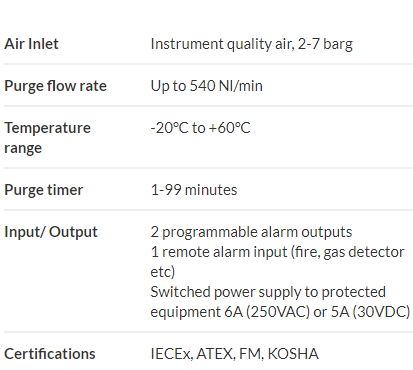 Air Inlet Instrument quality air, 2-7 barg
Purge flow rate Up to 540 Nl/min
Temperature range -20°C to +60°C
Purge timer 1-99 minutes
Input/ Output 2 programmable alarm outputs
1 remote alarm input (fire, gas detector
etc)
Switched power supply to protected
equipment 6A (250VAC) or 5A (30VDC)
Certifications IECEx, ATEX, FM, KOSHA